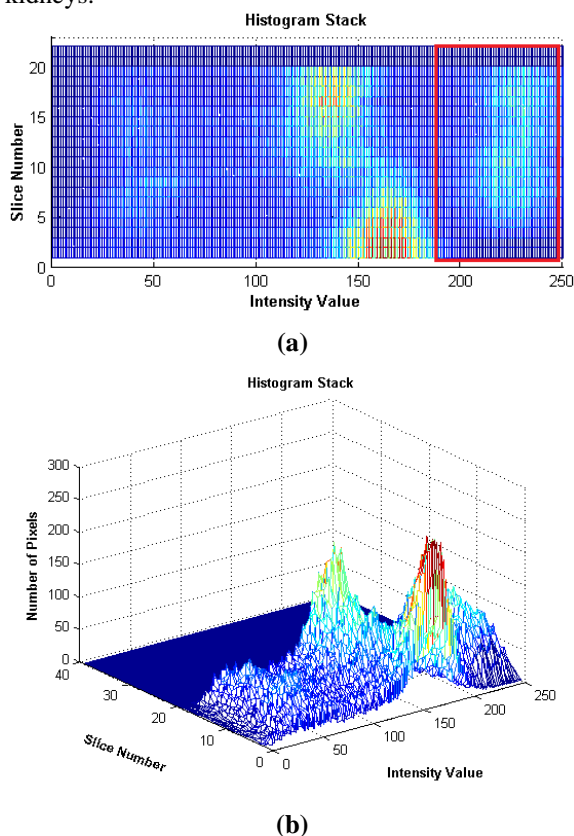 kidneys.
Histogram Stack
20
15
10
5
0
Slice Number
0 50 100 150 200 250
Intensity Value
(a)
Histogram Stack
300
250
200
150
100
50
0
Number of Pixels
40
30
20
10
0
Slice Number
0
50
100
150
200
250
Intensity Value
(b)